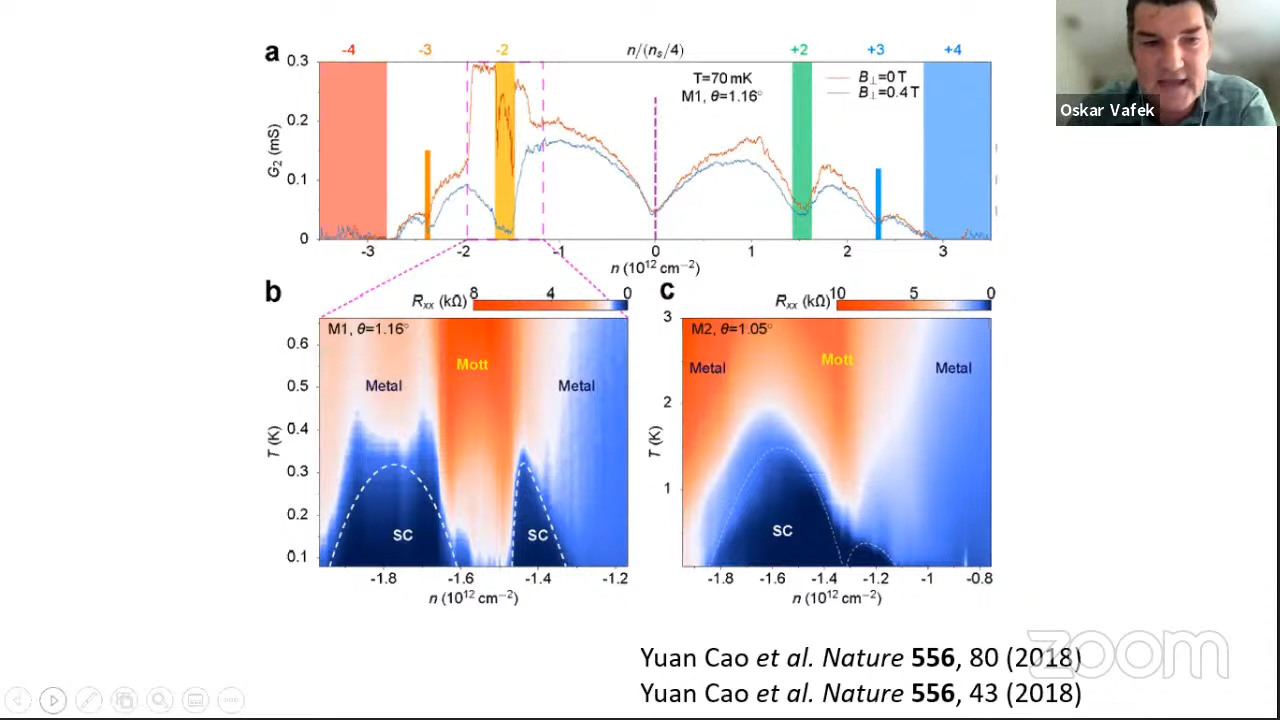 a
-4 -3 -2 n/(nₛ/4) +2 +3 +4
0.3
0.2
0.1
0
G₂ (mS)
T=70 mK
M1, θ=1.16°
B⊥=0 T
B⊥=0.4 T
-3 -2 -1 0 1 2 3
n (10¹² cm⁻²)
Oskar Vafek
b
Rₓₓ (kΩ) 8 4 0
M1, θ=1.16°
Mott
Metal
Metal
SC
SC
0.6
0.5
0.4
0.3
0.2
0.1
T (K)
-1.8 -1.6 -1.4 -1.2
n (10¹² cm⁻²)
c
Rₓₓ (kΩ) 10 5 0
M2, θ=1.05°
Metal
Mott
Metal
SC
3
2
1
T (K)
-1.8 -1.6 -1.4 -1.2 -1 -0.8
n (10¹² cm⁻²)
Yuan Cao et al. Nature 556, 80 (2018)
Yuan Cao et al. Nature 556, 43 (2018)
zoom